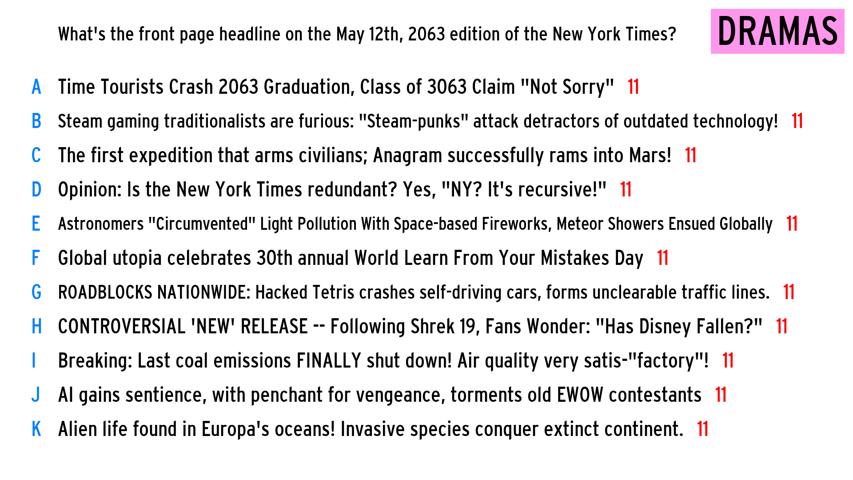 What's the front page headline on the May 12th, 2063 edition of the New York Times?
DRAMAS
A Time Tourists Crash 2063 Graduation, Class of 3063 Claim "Not Sorry" 11
B Steam gaming traditionalists are furious: "Steam-punks" attack detractors of outdated technology! 11
C The first expedition that arms civilians; Anagram successfully rams into Mars! 11
D Opinion: Is the New York Times redundant? Yes, "NY? It's recursive!" 11
E Astronomers "Circumvented" Light Pollution With Space-based Fireworks, Meteor Showers Ensued Globally 11
F Global utopia celebrates 30th annual World Learn From Your Mistakes Day 11
G ROADBLOCKS NATIONWIDE: Hacked Tetris crashes self-driving cars, forms unclearable traffic lines. 11
H CONTROVERSIAL 'NEW' RELEASE -- Following Shrek 19, Fans Wonder: "Has Disney Fallen?" 11
I Breaking: Last coal emissions FINALLY shut down! Air quality very satis-"factory"! 11
J AI gains sentience, with penchant for vengeance, torments old EWOW contestants 11
K Alien life found in Europa's oceans! Invasive species conquer extinct continent. 11